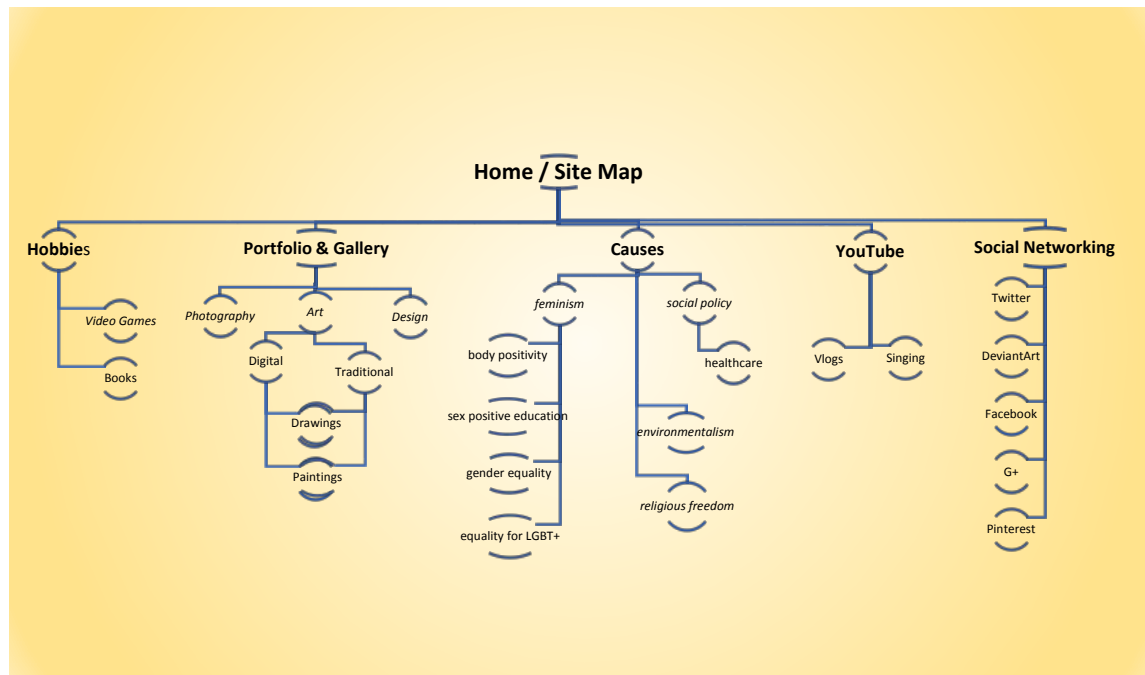 Home / Site Map
Hobbies
Portfolio & Gallery
Causes
YouTube
Social Networking
Video Games
Books
Photography
Art
Design
Digital
Traditional
Drawings
Paintings
feminism
body positivity
sex positive education
gender equality
equality for LGBT+
social policy
healthcare
environmentalism
religious freedom
Vlogs
Singing
Twitter
DeviantArt
Facebook
G+
Pinterest